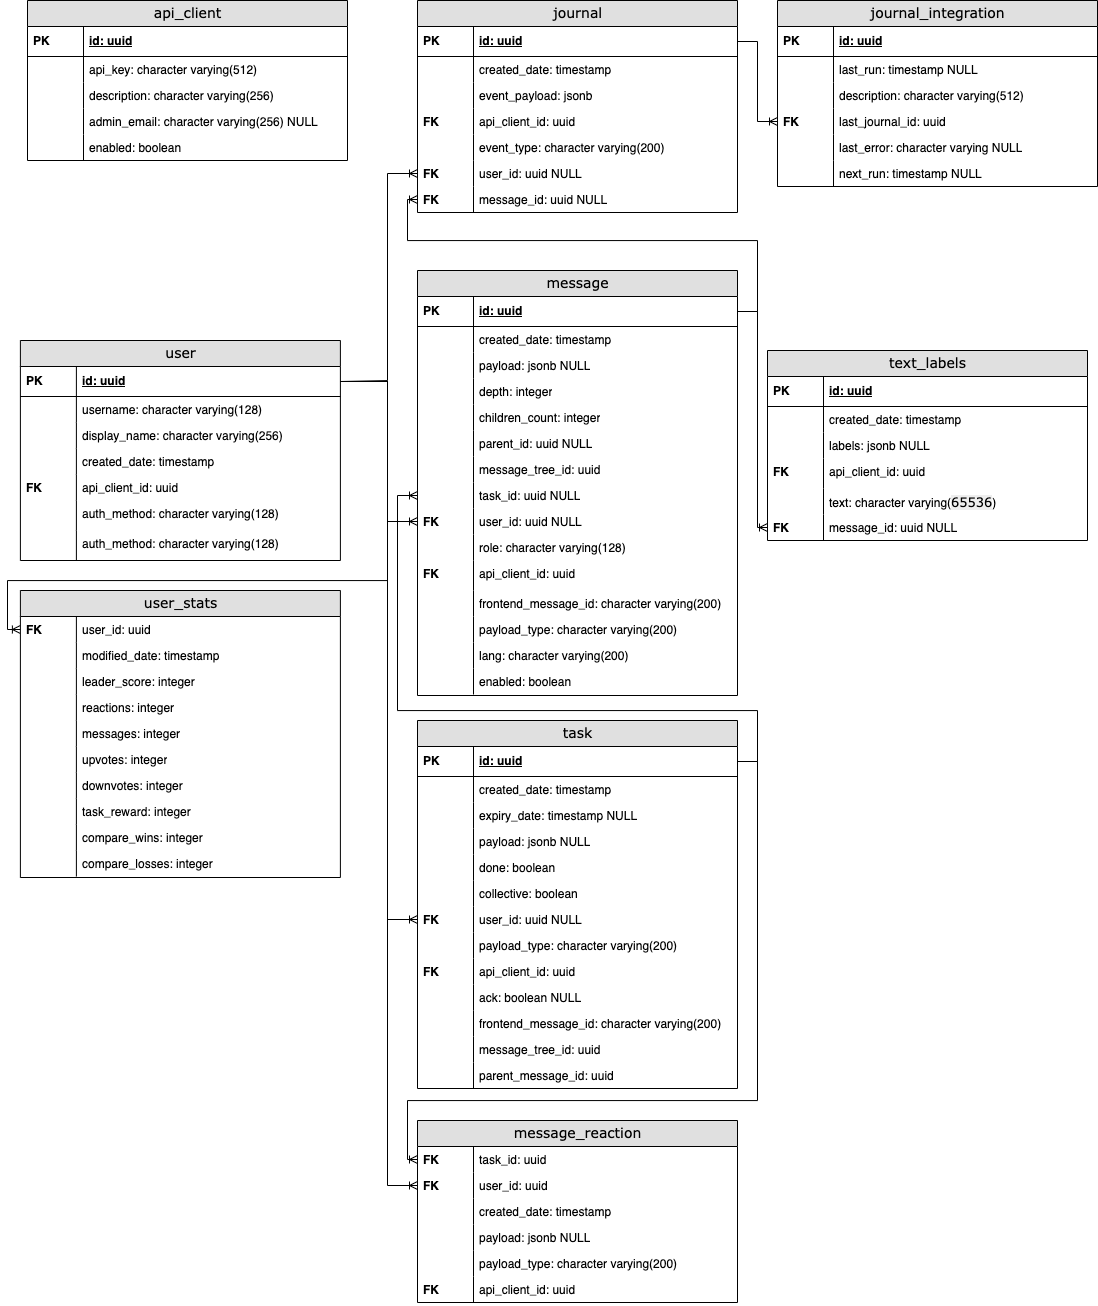 api_client
PK id: uuid
api_key: character varying(512)
description: character varying(256)
admin_email: character varying(256) NULL
enabled: boolean
journal
PK id: uuid
created_date: timestamp
event_payload: jsonb
FK api_client_id: uuid
event_type: character varying(200)
FK user_id: uuid NULL
FK message_id: uuid NULL
journal_integration
PK id: uuid
last_run: timestamp NULL
description: character varying(512)
FK last_journal_id: uuid
last_error: character varying NULL
next_run: timestamp NULL
message
PK id: uuid
created_date: timestamp
payload: jsonb NULL
depth: integer
children_count: integer
parent_id: uuid NULL
message_tree_id: uuid
task_id: uuid NULL
FK user_id: uuid NULL
role: character varying(128)
FK api_client_id: uuid
frontend_message_id: character varying(200)
payload_type: character varying(200)
lang: character varying(200)
enabled: boolean
user
PK id: uuid
username: character varying(128)
display_name: character varying(256)
created_date: timestamp
FK api_client_id: uuid
auth_method: character varying(128)
auth_method: character varying(128)
text_labels
PK id: uuid
created_date: timestamp
labels: jsonb NULL
FK api_client_id: uuid
text: character varying(65536)
FK message_id: uuid NULL
user_stats
FK user_id: uuid
modified_date: timestamp
leader_score: integer
reactions: integer
messages: integer
upvotes: integer
downvotes: integer
task_reward: integer
compare_wins: integer
compare_losses: integer
task
PK id: uuid
created_date: timestamp
expiry_date: timestamp NULL
payload: jsonb NULL
done: boolean
collective: boolean
FK user_id: uuid NULL
payload_type: character varying(200)
FK api_client_id: uuid
ack: boolean NULL
frontend_message_id: character varying(200)
message_tree_id: uuid
parent_message_id: uuid
message_reaction
FK task_id: uuid
FK user_id: uuid
created_date: timestamp
payload: jsonb NULL
payload_type: character varying(200)
FK api_client_id: uuid